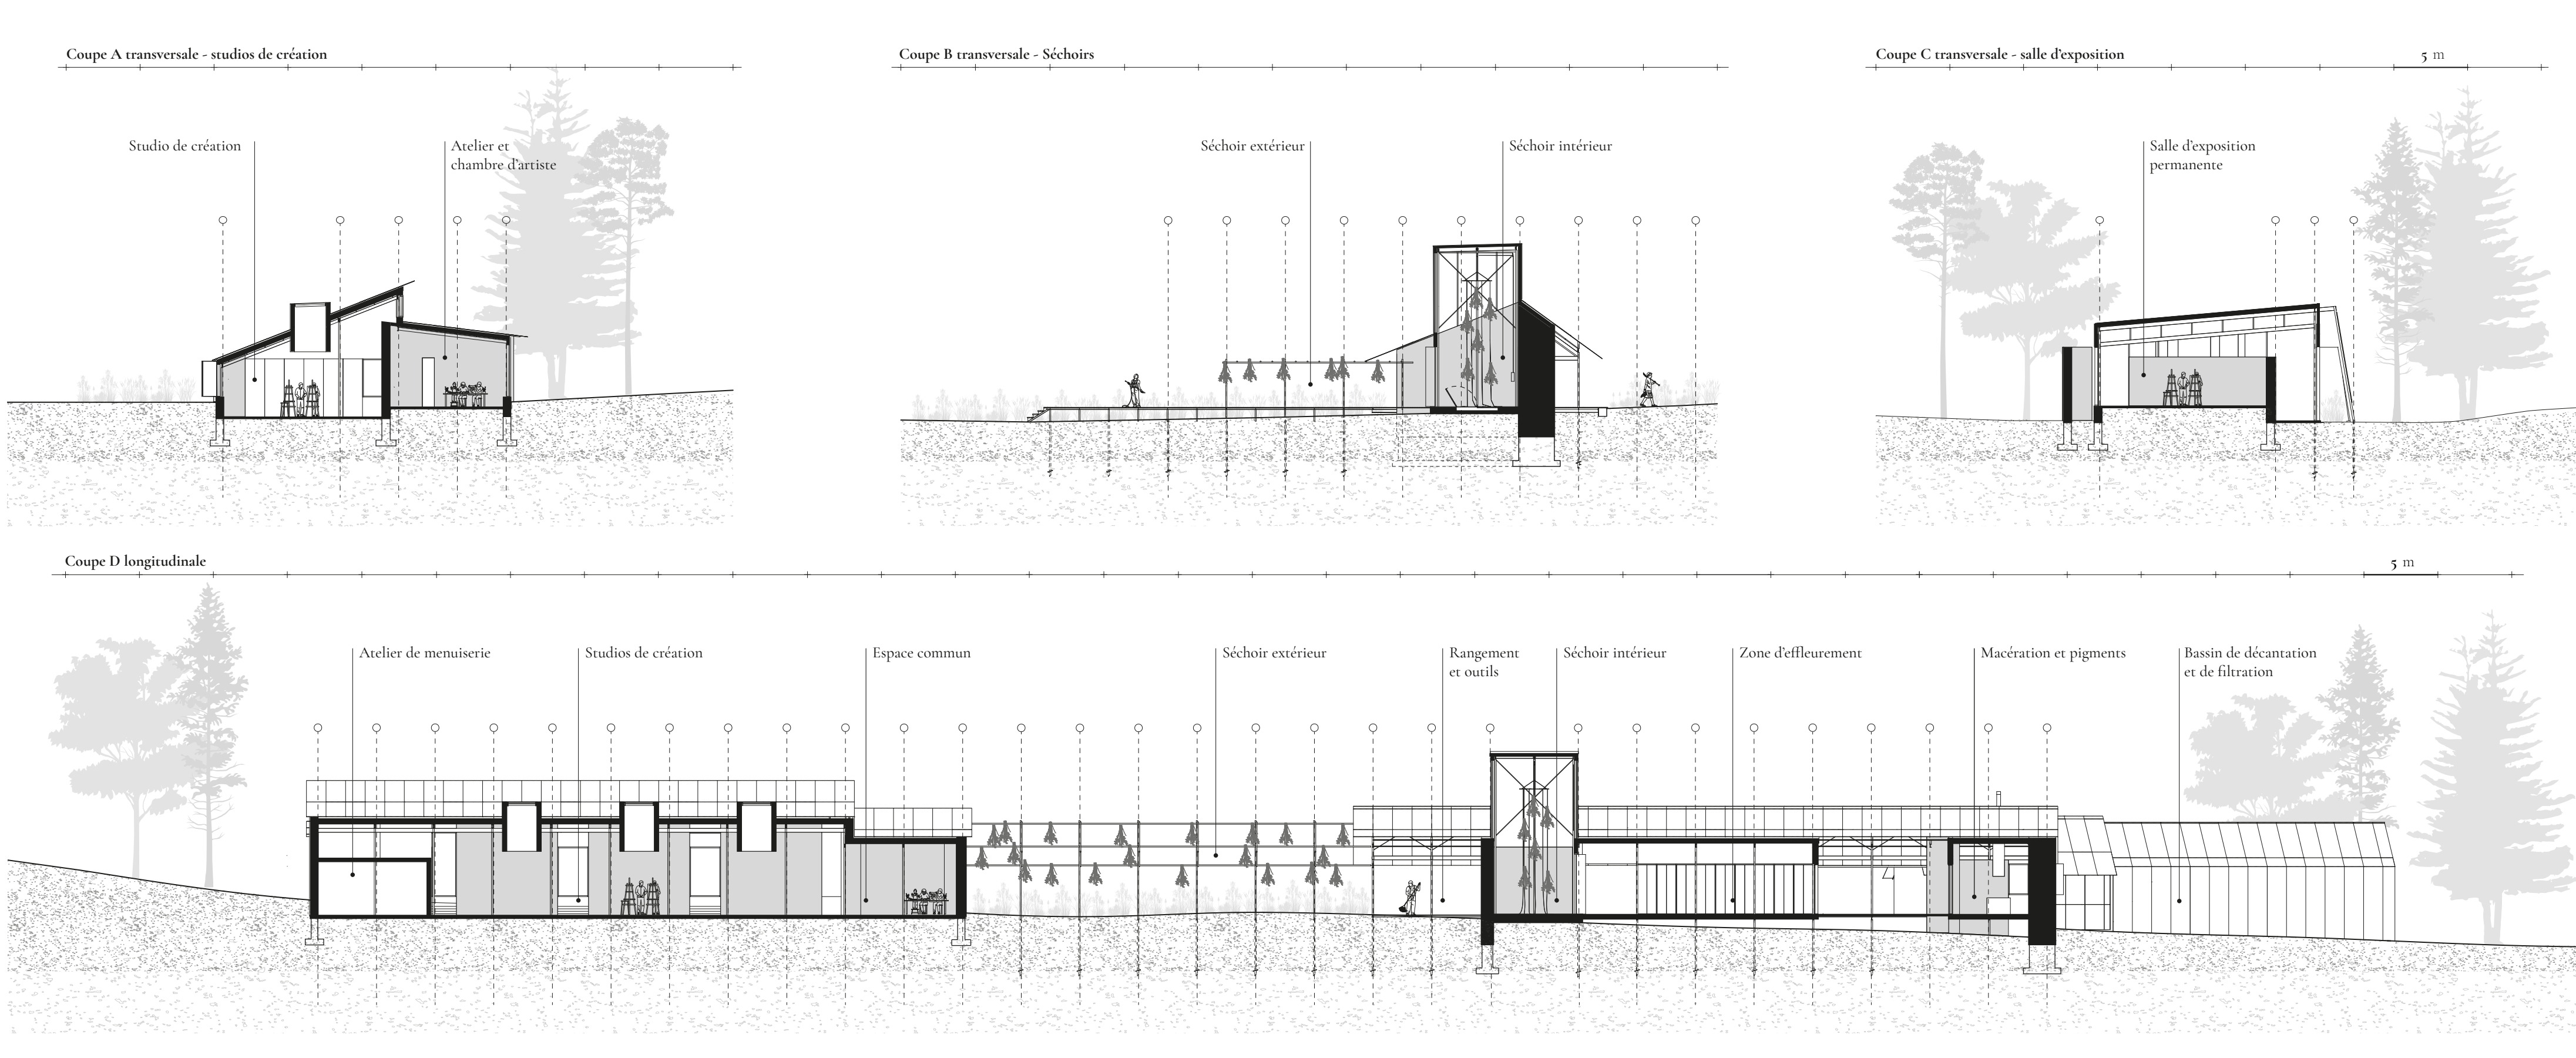 Coupe A transversale - studios de création
Coupe B transversale - Séchoirs
Coupe C transversale - salle d'exposition
5 m
Studio de création
Atelier et
chambre d'artiste
Séchoir extérieur
Séchoir intérieur
Salle d'exposition
permanente
Coupe D longitudinale
5 m
Atelier de menuiserie
Studios de création
Espace commun
Séchoir extérieur
Rangement
et outils
Séchoir intérieur
Zone d'effleurement
Macération et pigments
Bassin de décantation
et de filtration